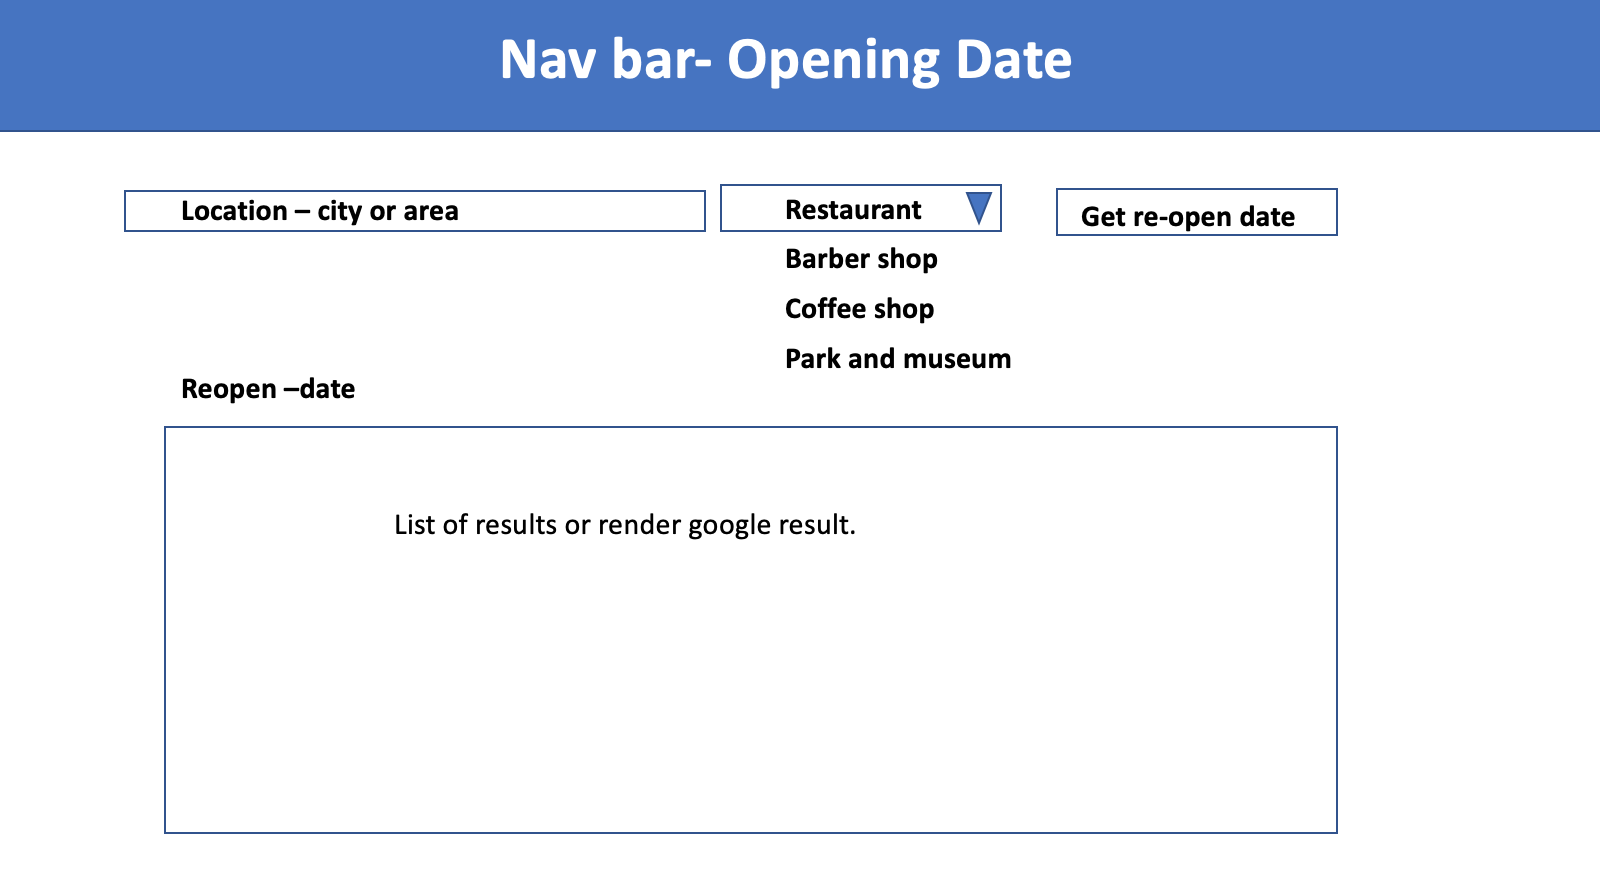 Nav bar- Opening Date
Location – city or area
Restaurant
Get re-open date
Barber shop
Coffee shop
Park and museum
Reopen –date
List of results or render google result.